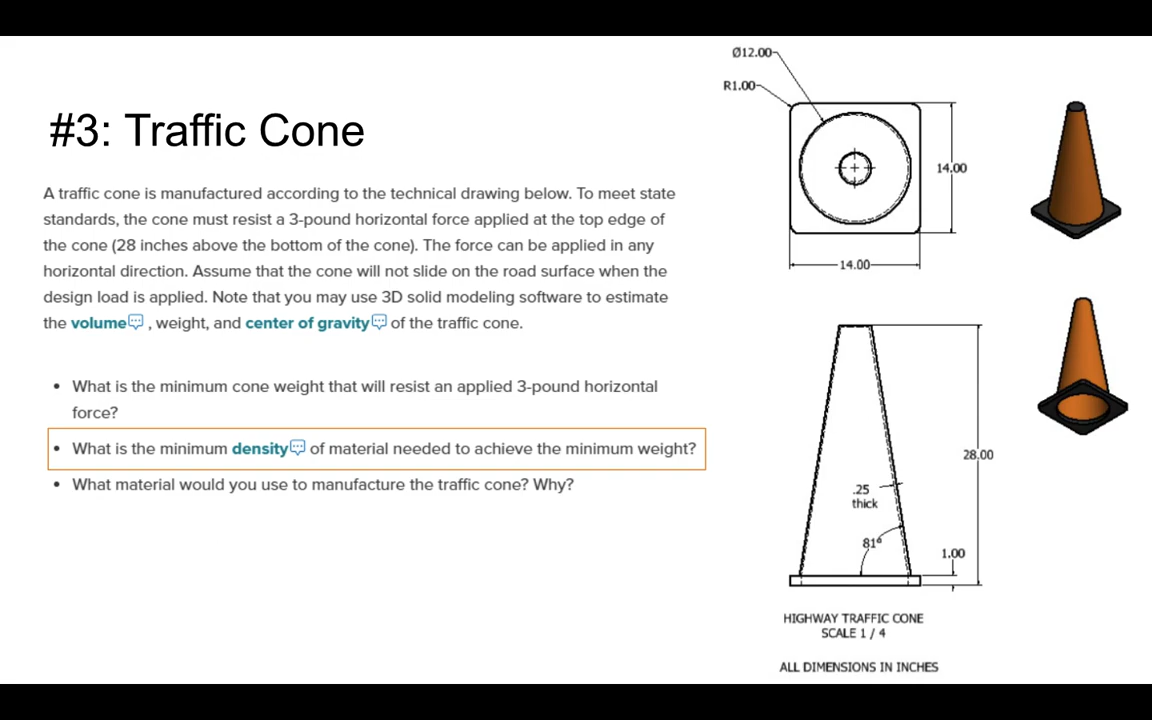 #3: Traffic Cone
A traffic cone is manufactured according to the technical drawing below. To meet state
standards, the cone must resist a 3-pound horizontal force applied at the top edge of
the cone (28 inches above the bottom of the cone). The force can be applied in any
horizontal direction. Assume that the cone will not slide on the road surface when the
design load is applied. Note that you may use 3D solid modeling software to estimate
the volume , weight, and center of gravity of the traffic cone.
• What is the minimum cone weight that will resist an applied 3-pound horizontal
force?
• What is the minimum density of material needed to achieve the minimum weight?
• What material would you use to manufacture the traffic cone? Why?
Ø12.00
R1.00
14.00
14.00
28.00
.25
thick
81°
1.00
HIGHWAY TRAFFIC CONE
SCALE 1 / 4
ALL DIMENSIONS IN INCHES